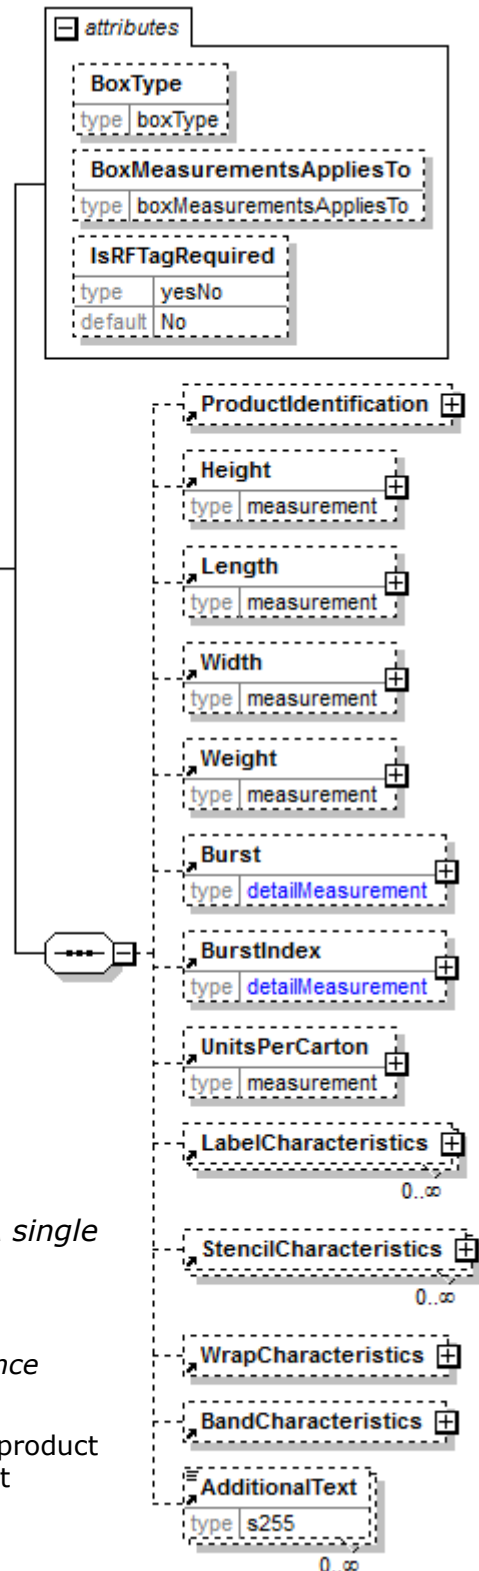 attributes
BoxType
type boxType
BoxMeasurementsAppliesTo
type boxMeasurementsAppliesTo
IsRFTagRequired
type yesNo
default No
ProductIdentification
Height
type measurement
Length
type measurement
Width
type measurement
Weight
type measurement
Burst
type detailMeasurement
BurstIndex
type detailMeasurement
UnitsPerCarton
type measurement
LabelCharacteristics
0..∞
single
StencilCharacteristics
0..∞
nce
WrapCharacteristics
BandCharacteristics
product
t
AdditionalText
type s255
0..∞